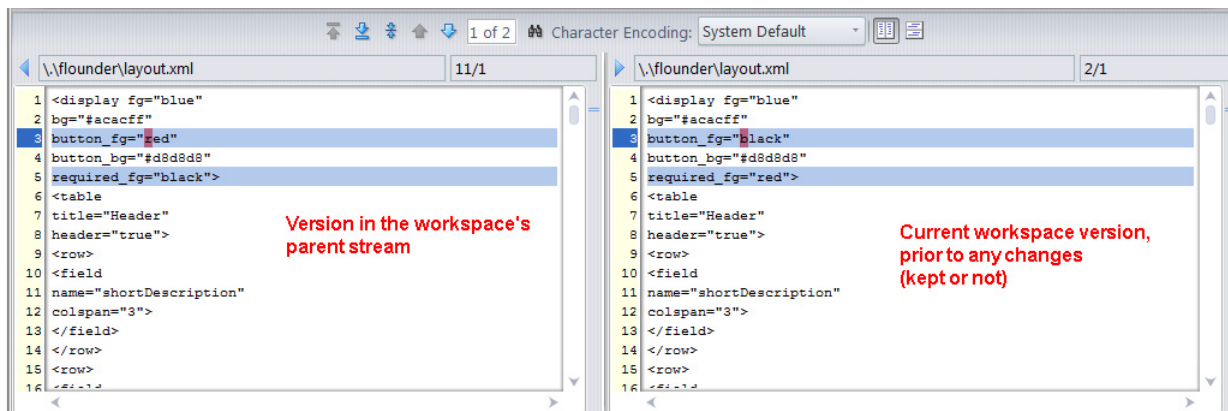 1 of 2 Character Encoding: System Default
\.\flounder\layout.xml 11/1
1 <display fg="blue"
2 bg="#acacff"
3 button_fg="red"
4 button_bg="#d8d8d8"
5 required_fg="black">
6 <table
7 title="Header"
8 header="true">
9 <row>
10 <field
11 name="shortDescription"
12 colspan="3">
13 </field>
14 </row>
15 <row>
16 <field
Version in the workspace's
parent stream
\.\flounder\layout.xml 2/1
1 <display fg="blue"
2 bg="#acacff"
3 button_fg="black"
4 button_bg="#d8d8d8"
5 required_fg="red">
6 <table
7 title="Header"
8 header="true">
9 <row>
10 <field
11 name="shortDescription"
12 colspan="3">
13 </field>
14 </row>
15 <row>
16 <field
Current workspace version,
prior to any changes
(kept or not)